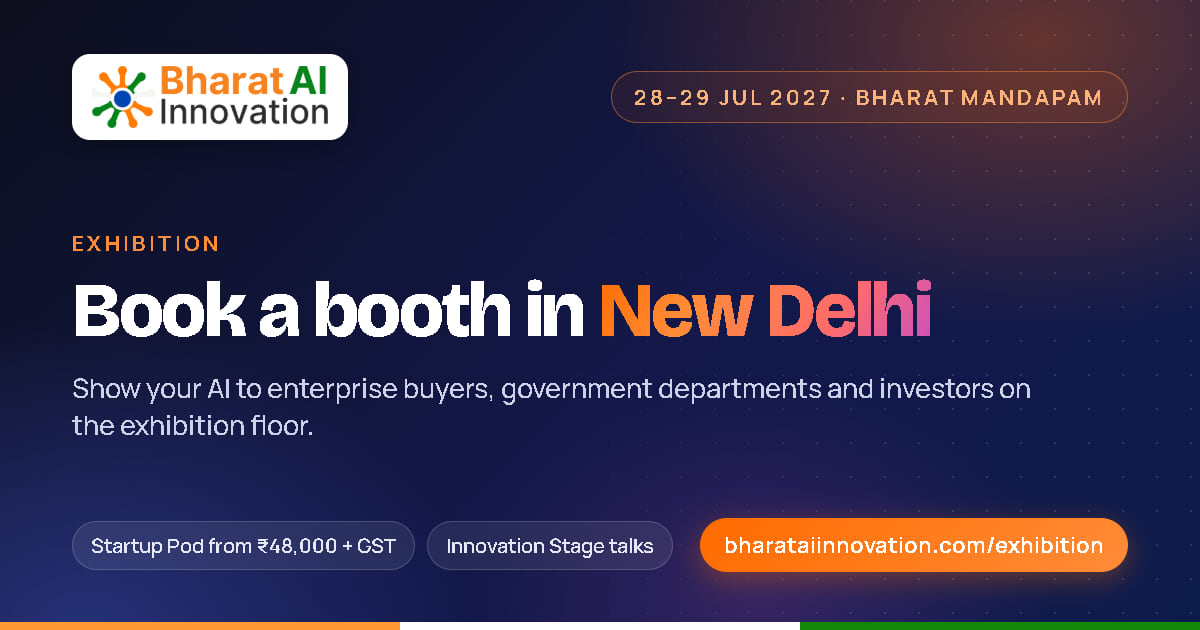 Bharat AI
Innovation
28–29 JUL 2027 · BHARAT MANDAPAM
EXHIBITION
Book a booth in New Delhi
Show your AI to enterprise buyers, government departments and investors on
the exhibition floor.
Startup Pod from ₹48,000 + GST
Innovation Stage talks
bharataiinnovation.com/exhibition